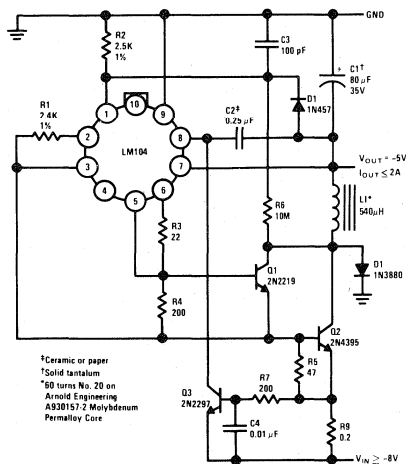 GND
R2
2.5K
1%
C3
100 pF
C1†
80 μF
35V
+
R1
2.4K
1%
1
10
9
2
8
C2‡
0.25 μF
D1
1N457
LM104
3
7
VOUT = -5V
IOUT ≤ 2A
4
5
6
R3
22
R6
10M
L1*
540μH
Q1
2N2219
D1
1N3880
R4
200
Q2
2N4395
‡Ceramic or paper
†Solid tantalum
*60 turns No. 20 on
Arnold Engineering
A930157-2 Molybdenum
Permalloy Core
R5
47
Q3
2N2297
R7
200
C4
0.01 μF
R9
0.2
VIN ≥ -8V